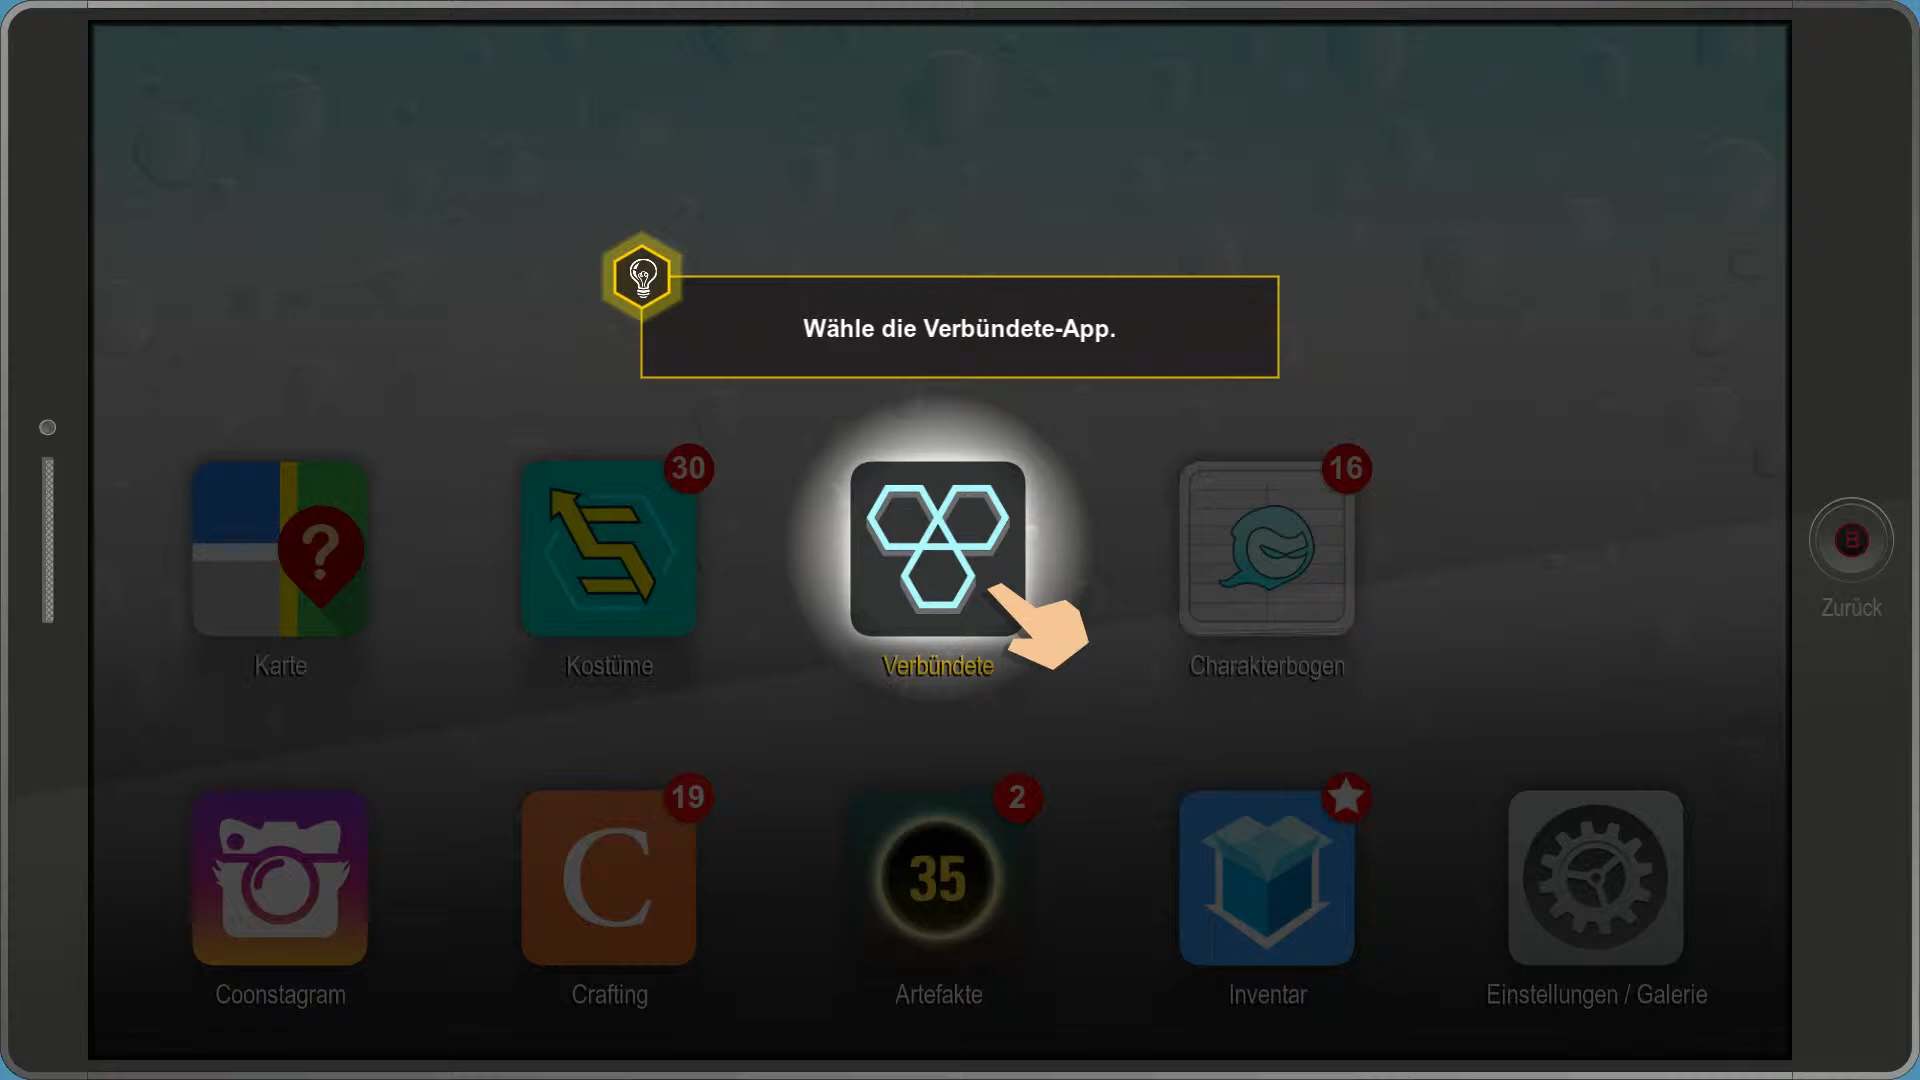 Wähle die Verbündete-App.
30
16
?
Karte
Kostüme
Verbündete
Charakterbogen
B
Zurück
19
2
C
35
Coonstagram
Crafting
Artefakte
Inventar
Einstellungen / Galerie